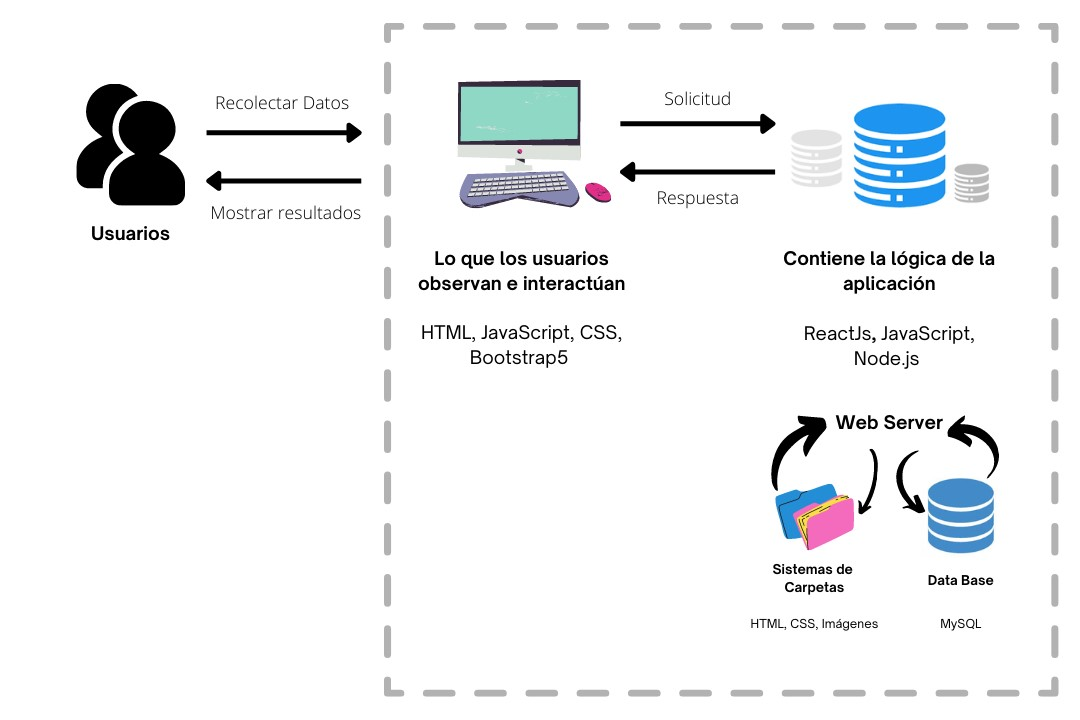 Recolectar Datos
Mostrar resultados
Usuarios
Solicitud
Respuesta
Lo que los usuarios
observan e interactúan
HTML, JavaScript, CSS,
Bootstrap5
Contiene la lógica de la
aplicación
ReactJs, JavaScript,
Node.js
Web Server
Sistemas de
Carpetas
HTML, CSS, Imágenes
Data Base
MySQL